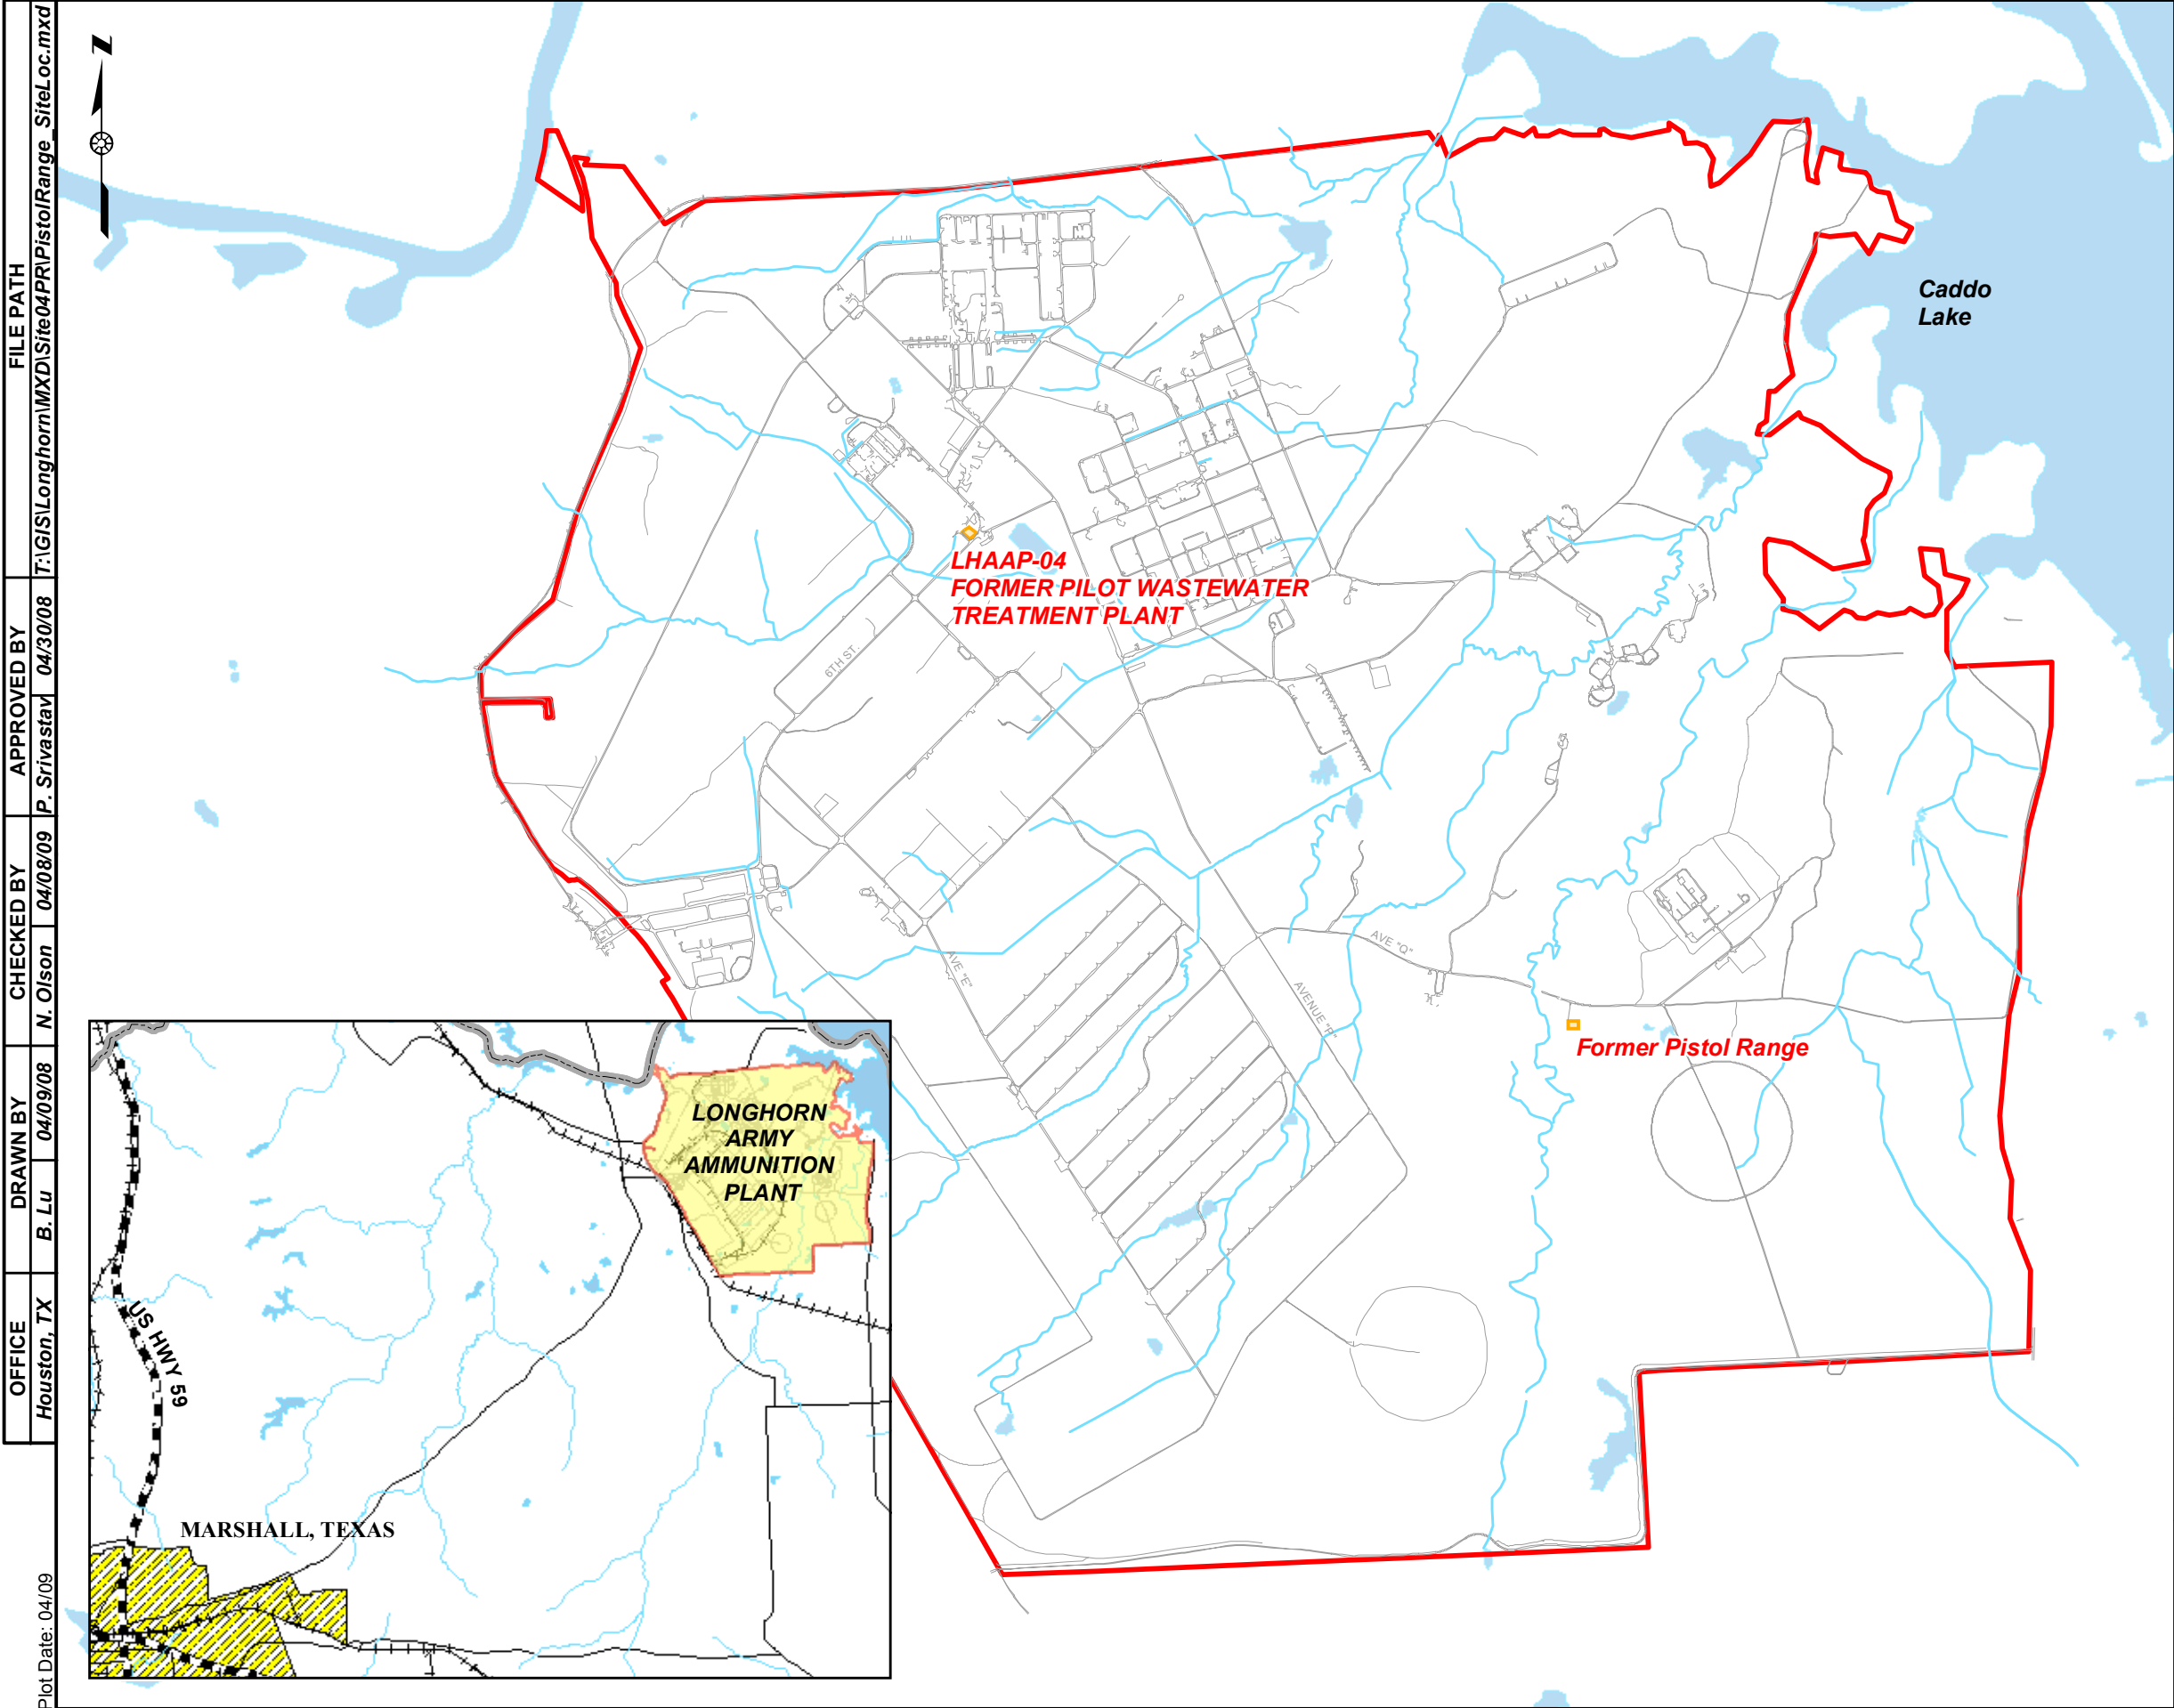 FILE PATH
T:\GIS\Longhorn\MXD\Site04PR\PistolRange_SiteLoc.mxd
APPROVED BY
P. Srivastav 04/30/08
CHECKED BY
N. Olson 04/08/09
DRAWN BY
B. Lu 04/09/08
OFFICE
Houston, TX
Plot Date: 04/09
N
Caddo
Lake
LHAAP-04
FORMER PILOT WASTEWATER
TREATMENT PLANT
6TH ST.
AVE "E"
AVE "Q"
AVENUE "P"
Former Pistol Range
LONGHORN
ARMY
AMMUNITION
PLANT
US HWY 59
MARSHALL, TEXAS